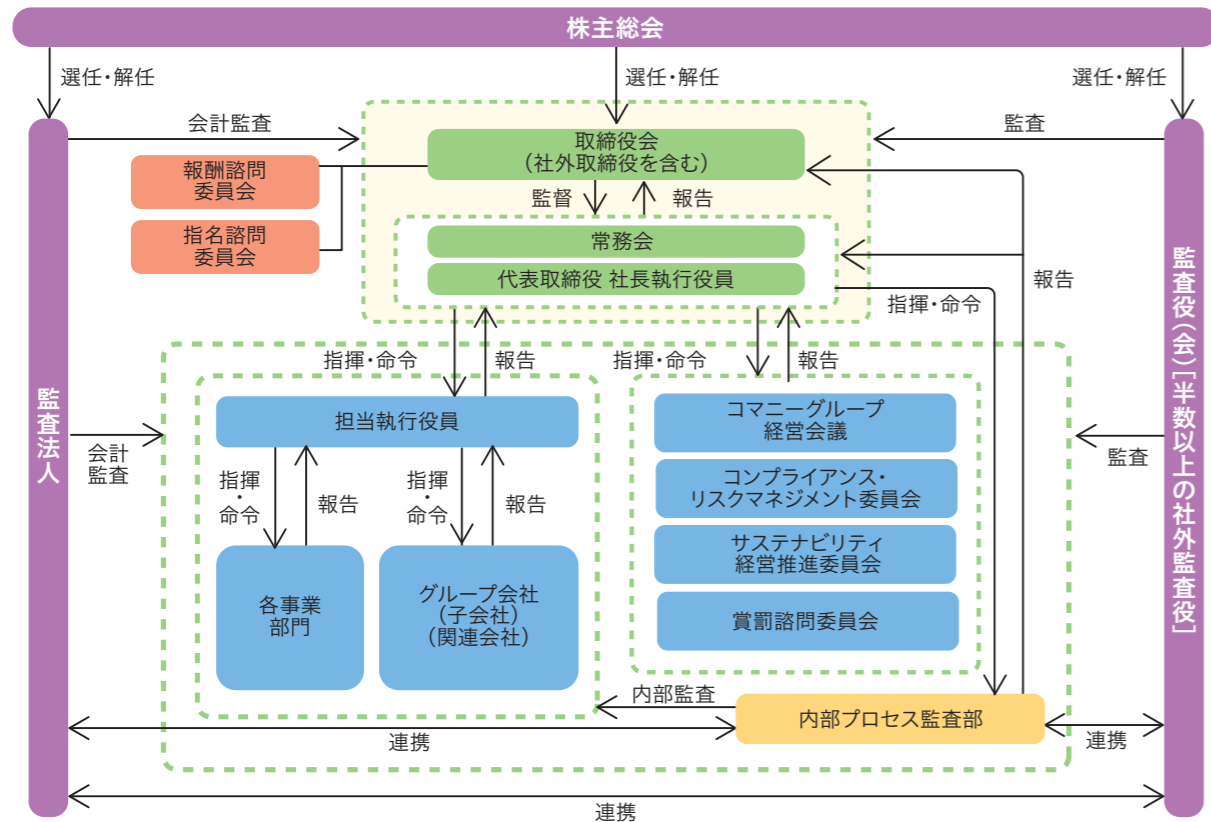 株主総会
選任・解任
選任・解任
選任・解任
会計監査
監査
取締役会
（社外取締役を含む）
報酬諮問
委員会
指名諮問
委員会
監督
報告
常務会
代表取締役 社長執行役員
指揮・命令
報告
指揮・命令
報告
指揮・命令
報告
監査法人
監査役（会）［半数以上の社外監査役］
会計
監査
監査
担当執行役員
指揮
・
命令
報告
指揮
・
命令
報告
各事業
部門
グループ会社
（子会社）
（関連会社）
コマニーグループ
経営会議
コンプライアンス・
リスクマネジメント委員会
サステナビリティ
経営推進委員会
賞罰諮問委員会
内部監査
内部プロセス監査部
連携
連携
連携